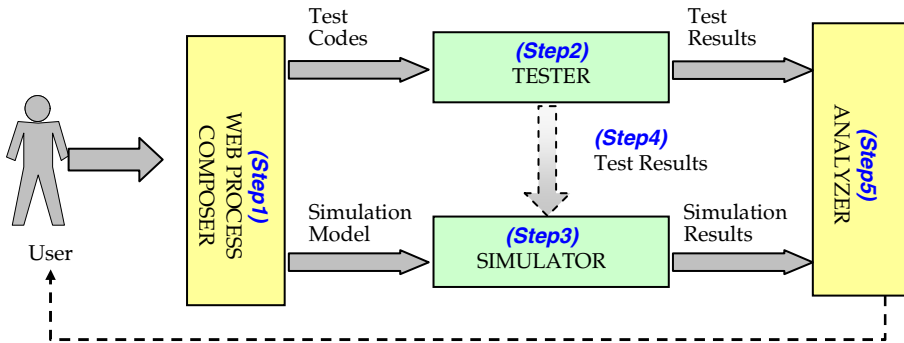 User
WEB PROCESS
COMPOSER
(Step1)
Test
Codes
(Step2)
TESTER
Test
Results
(Step4)
Test Results
Simulation
Model
(Step3)
SIMULATOR
Simulation
Results
ANALYZER
(Step5)